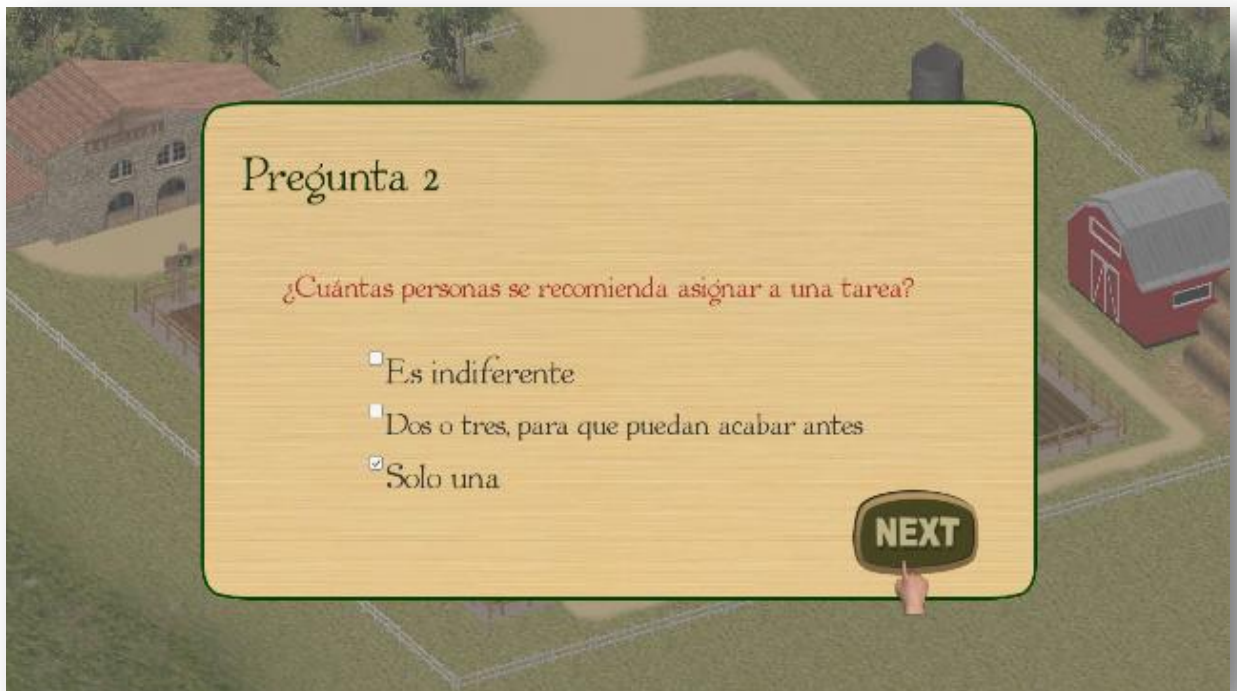 Pregunta 2
¿Cuántas personas se recomienda asignar a una tarea?
Es indiferente
Dos o tres, para que puedan acabar antes
Solo una
NEXT